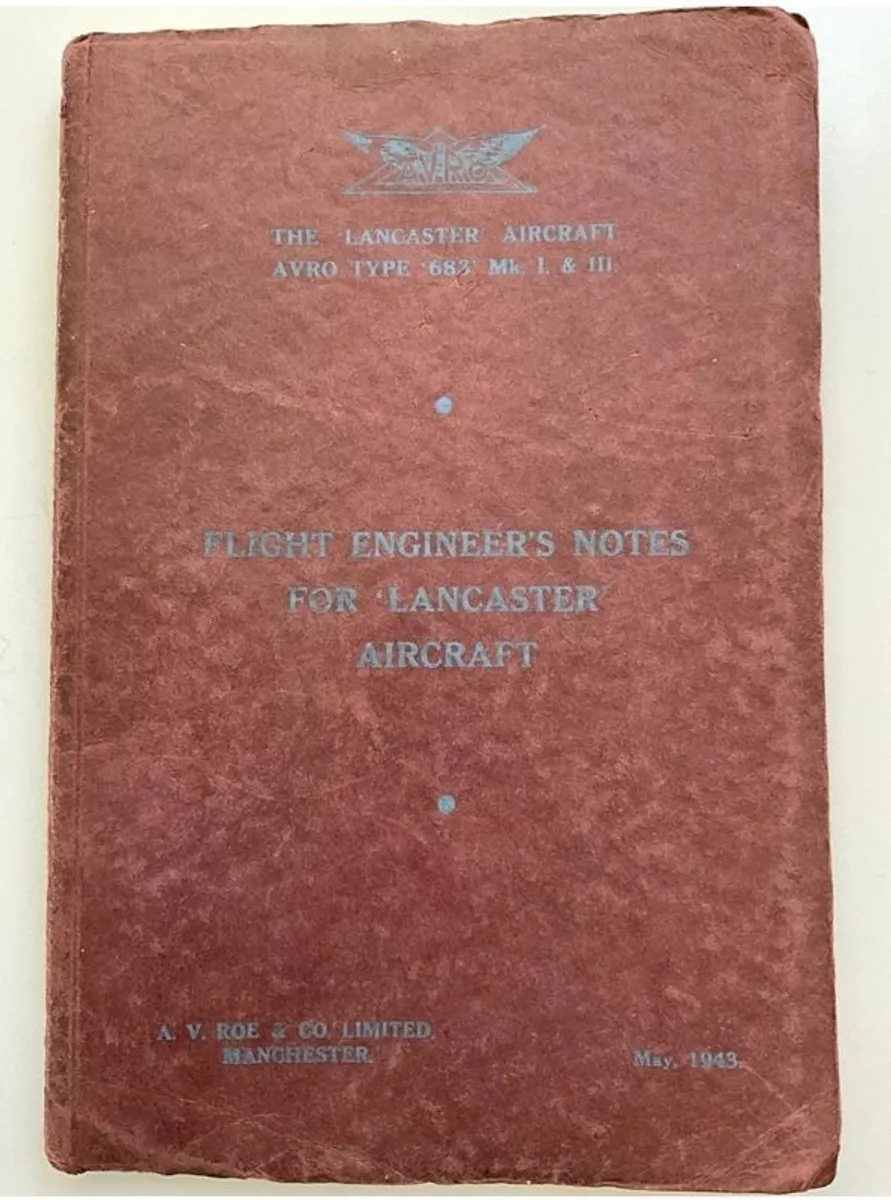 AVRO
THE 'LANCASTER' AIRCRAFT
AVRO TYPE '683' Mk. I. & III.
FLIGHT ENGINEER'S NOTES
FOR 'LANCASTER'
AIRCRAFT
A. V. ROE & CO. LIMITED,
MANCHESTER.
May, 1943.